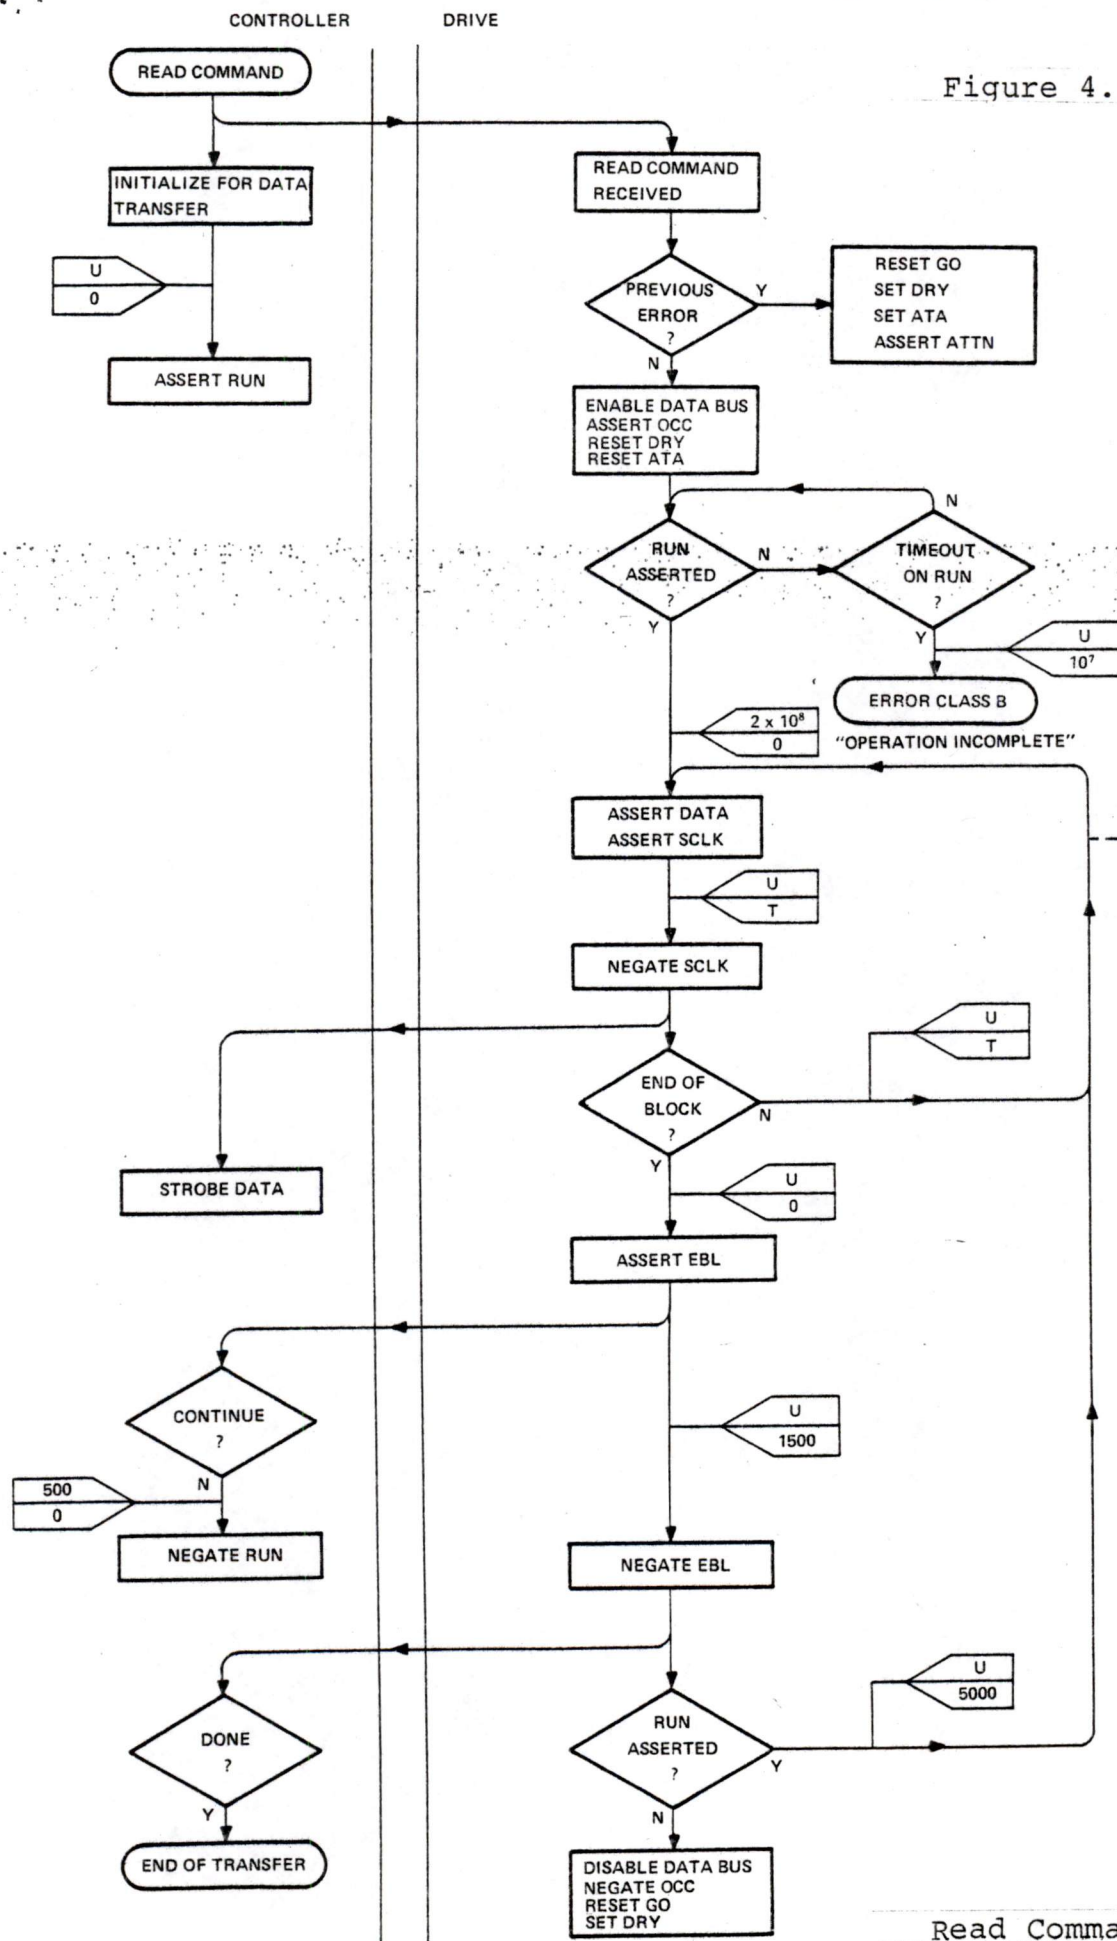 CONTROLLER
DRIVE
READ COMMAND
Figure 4.
READ COMMAND
RECEIVED
INITIALIZE FOR DATA
TRANSFER
U
0
PREVIOUS
ERROR
?
Y
N
RESET GO
SET DRY
SET ATA
ASSERT ATTN
ASSERT RUN
ENABLE DATA BUS
ASSERT OCC
RESET DRY
RESET ATA
RUN
ASSERTED
?
N
Y
TIMEOUT
ON RUN
?
N
Y
U
10⁷
ERROR CLASS B
"OPERATION INCOMPLETE"
2 x 10⁸
0
ASSERT DATA
ASSERT SCLK
U
T
NEGATE SCLK
END OF
BLOCK
?
N
Y
U
T
STROBE DATA
U
0
ASSERT EBL
CONTINUE
?
N
U
1500
500
0
NEGATE RUN
NEGATE EBL
DONE
?
Y
RUN
ASSERTED
?
Y
N
U
5000
END OF TRANSFER
DISABLE DATA BUS
NEGATE OCC
RESET GO
SET DRY
Read Comma